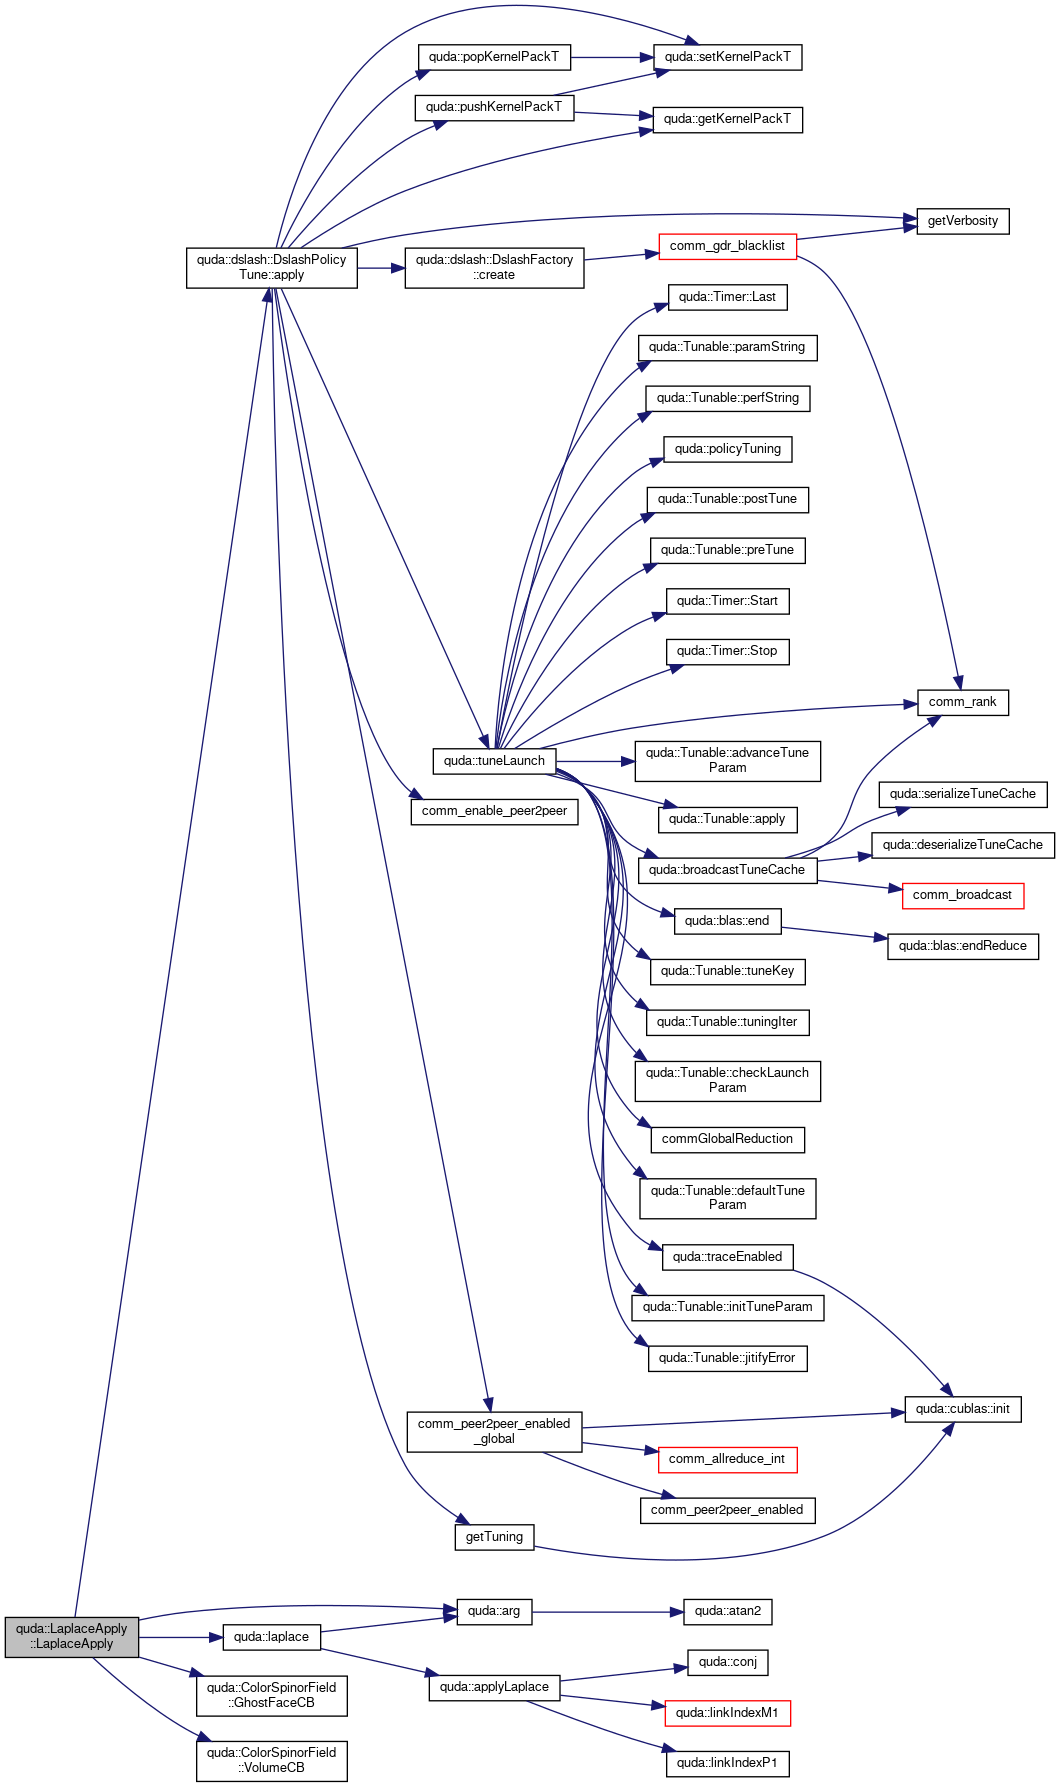 quda::popKernelPackT
quda::setKernelPackT
quda::pushKernelPackT
quda::getKernelPackT
getVerbosity
comm_gdr_blacklist
quda::dslash::DslashPolicy
Tune::apply
quda::dslash::DslashFactory
::create
quda::Timer::Last
quda::Tunable::paramString
quda::Tunable::perfString
quda::policyTuning
quda::Tunable::postTune
quda::Tunable::preTune
quda::Timer::Start
quda::Timer::Stop
comm_rank
quda::tuneLaunch
quda::Tunable::advanceTune
Param
quda::serializeTuneCache
comm_enable_peer2peer
quda::Tunable::apply
quda::deserializeTuneCache
quda::broadcastTuneCache
comm_broadcast
quda::blas::end
quda::blas::endReduce
quda::Tunable::tuneKey
quda::Tunable::tuningIter
quda::Tunable::checkLaunch
Param
commGlobalReduction
quda::Tunable::defaultTune
Param
quda::traceEnabled
quda::Tunable::initTuneParam
quda::Tunable::jitifyError
quda::cublas::init
comm_peer2peer_enabled
_global
comm_allreduce_int
comm_peer2peer_enabled
getTuning
quda::arg
quda::atan2
quda::LaplaceApply
::LaplaceApply
quda::laplace
quda::conj
quda::applyLaplace
quda::ColorSpinorField
::GhostFaceCB
quda::linkIndexM1
quda::ColorSpinorField
::VolumeCB
quda::linkIndexP1